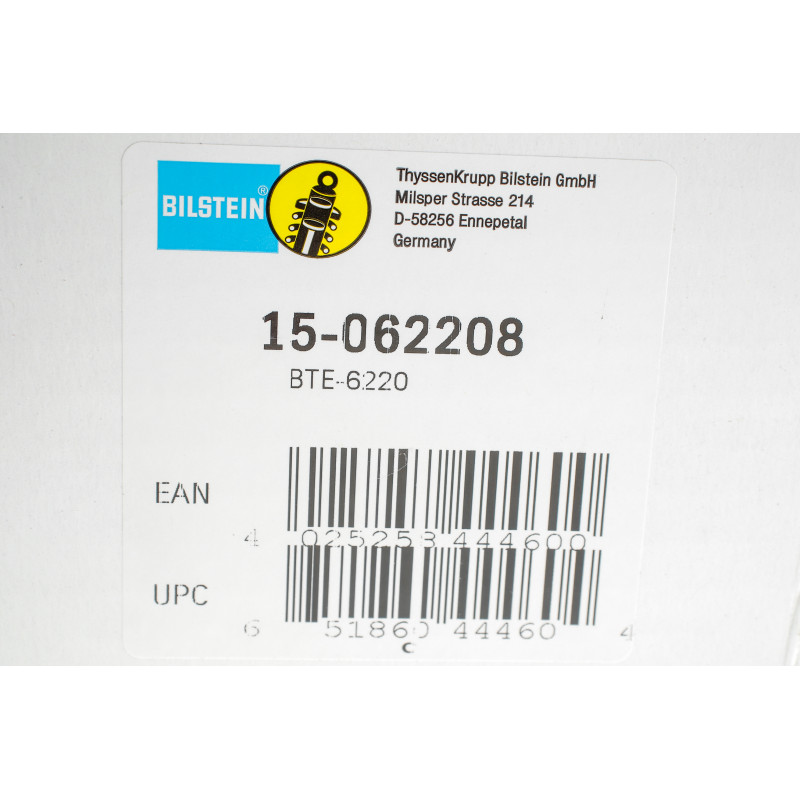 BILSTEIN®
ThyssenKrupp Bilstein GmbH
Milsper Strasse 214
D-58256 Ennepetal
Germany
15-062208
BTE-6220
EAN
4 025258 444600
UPC
6 51860 44460 4
C